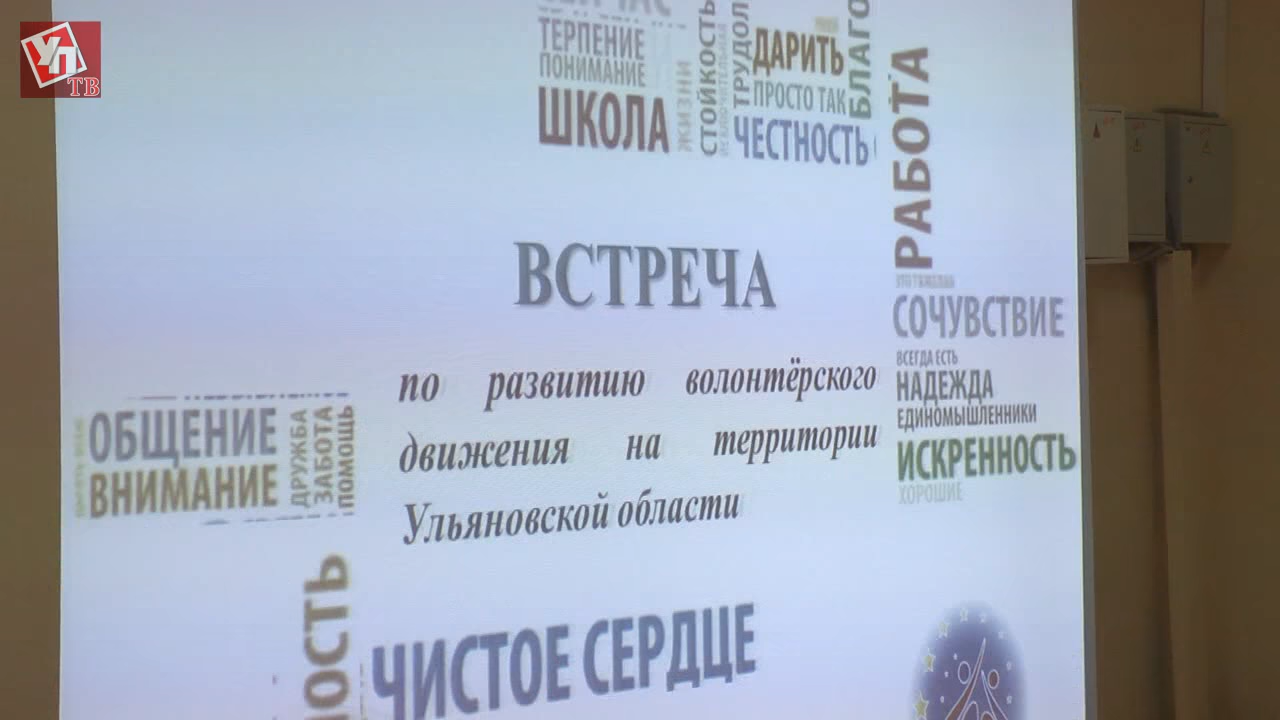 УП
ТВ
ТЕРПЕНИЕ
ПОНИМАНИЕ
ШКОЛА
ЖИЗНИ
СТОЙКОСТЬ
ТРУДОЛ
ДАРИТЬ
ПРОСТО ТАК
ЧЕСТНОСТЬ
БЛАГО
РАБОТА
ВСТРЕЧА
по развитию волонтёрского
движения на территории
Ульяновской области
СОЧУВСТВИЕ
ВСЕГДА ЕСТЬ
НАДЕЖДА
ЕДИНОМЫШЛЕННИКИ
ИСКРЕННОСТЬ
ХОРОШИЕ
ОБЩЕНИЕ
ВНИМАНИЕ
ДРУЖБА
ЗАБОТА
ПОМОЩЬ
НОСТЬ
ЧИСТОЕ СЕРДЦЕ